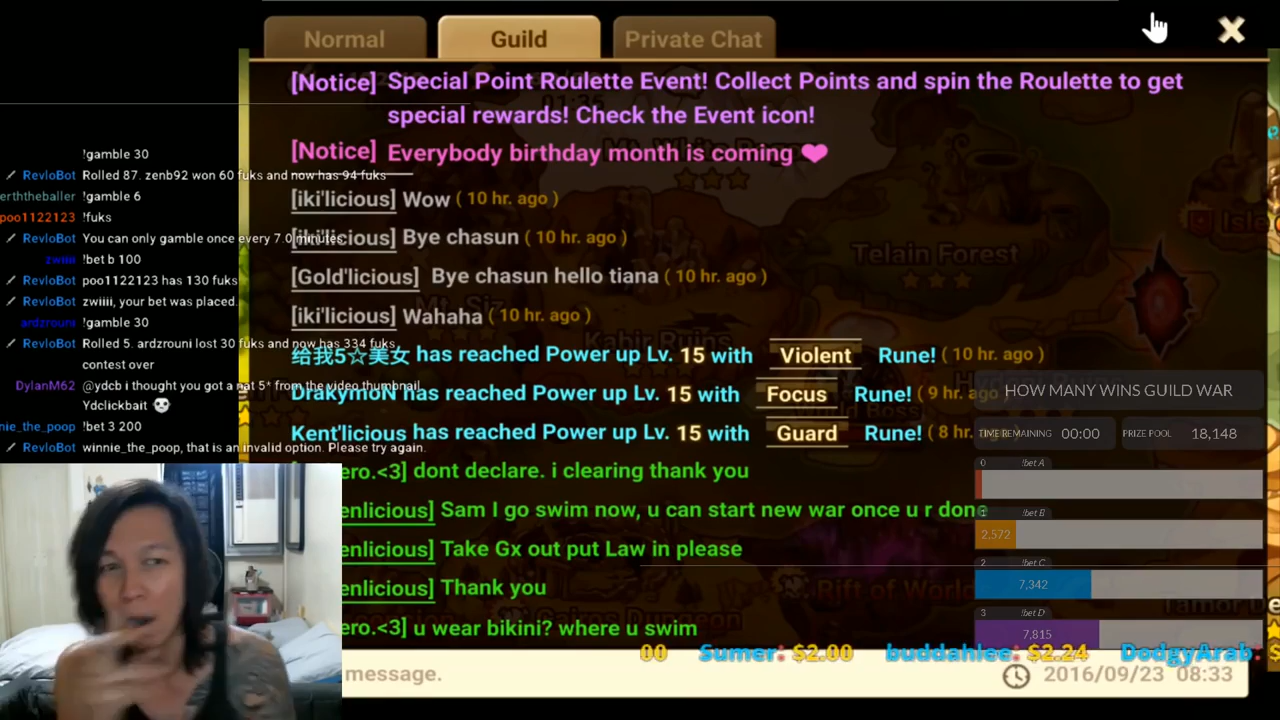 Normal
Guild
Private Chat
[Notice] Special Point Roulette Event! Collect Points and spin the Roulette to get
special rewards! Check the Event icon!
[Notice] Everybody birthday month is coming ❤
[iki'licious] Wow ( 10 hr. ago )
[iki'licious] Bye chasun ( 10 hr. ago )
[Gold'licious] Bye chasun hello tiana ( 10 hr. ago )
[iki'licious] Wahaha ( 10 hr. ago )
给我5☆美女 has reached Power up Lv. 15 with Violent Rune! ( 10 hr. ago )
DrakymoN has reached Power up Lv. 15 with Focus Rune! ( 9 hr. ago
Kent'licious has reached Power up Lv. 15 with Guard Rune! ( 8 hr.
ero.<3] dont declare. i clearing thank you
enlicious] Sam I go swim now, u can start new war once u r done
enlicious] Take Gx out put Law in please
enlicious] Thank you
ero.<3] u wear bikini? where u swim
message.
2016/09/23 08:33
!gamble 30
RevloBot Rolled 87. zenb92 won 60 fuks and now has 94 fuks
erththeballer !gamble 6
poo1122123 !fuks
RevloBot You can only gamble once every 7.0 minutes.
zwiiii !bet b 100
RevloBot poo1122123 has 130 fuks
RevloBot zwiiii, your bet was placed.
ardzrouni !gamble 30
RevloBot Rolled 5. ardzrouni lost 30 fuks and now has 334 fuks
contest over
DylanM62 @ydcb i thought you got a nat 5* from the video thumbnail
Ydclickbait
nie_the_poop !bet 3 200
RevloBot winnie_the_poop, that is an invalid option. Please try again.
Telain Forest
Kabir Ruins
Mt. Siz
Rift of World
HOW MANY WINS GUILD WAR
TIME REMAINING 00:00 PRIZE POOL 18,148
0 !bet A
1 !bet B
2,572
2 !bet C
7,342
3 !bet D
7,815
00 Sumer: $2.00 buddahlee: $2.24 DodgyArab: $